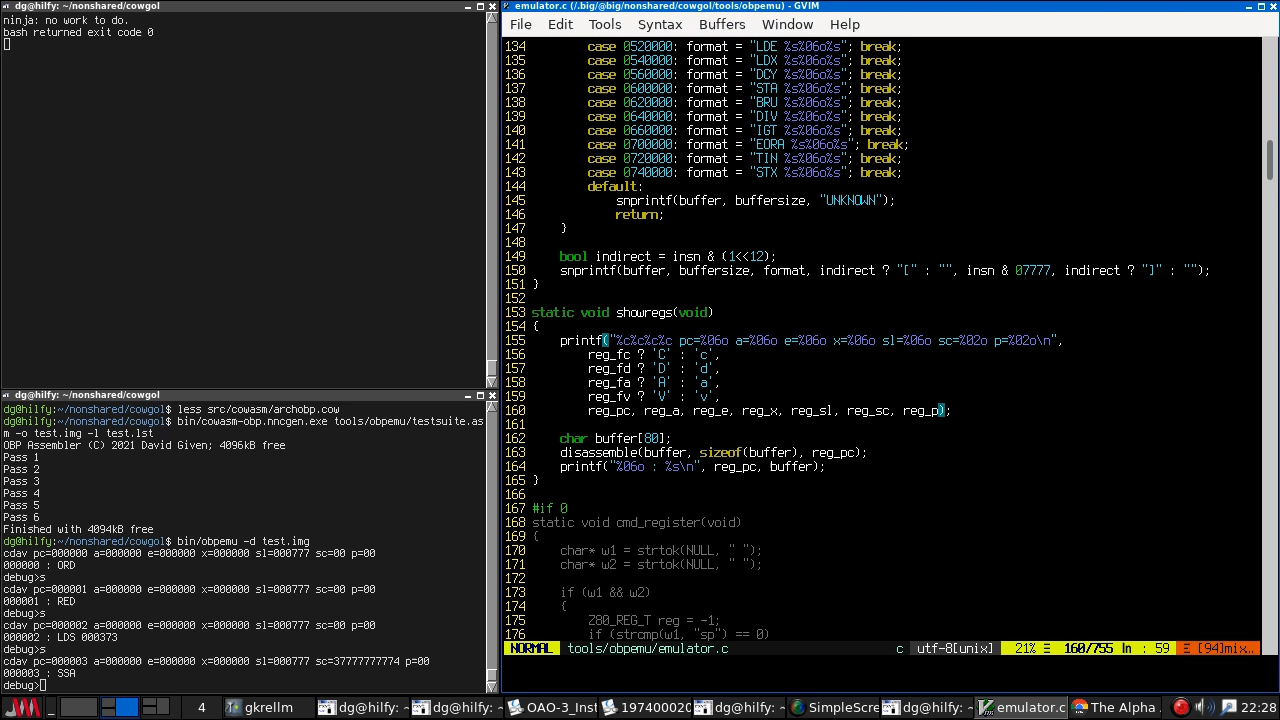 dg@hilfy: ~/nonshared/cowgol
ninja: no work to do.
bash returned exit code 0
dg@hilfy: ~/nonshared/cowgol
dg@hilfy:~/nonshared/cowgol$ less src/cowasm/archobp.cow
dg@hilfy:~/nonshared/cowgol$ bin/cowasm-obp.nncgen.exe tools/obpemu/testsuite.as
m -o test.img -l test.lst
OBP Assembler (C) 2021 David Given; 4096kB free
Pass 1
Pass 2
Pass 3
Pass 4
Pass 5
Pass 6
Finished with 4094kB free
dg@hilfy:~/nonshared/cowgol$ bin/obpemu -d test.img
cdav pc=000000 a=000000 e=000000 x=000000 sl=000777 sc=00 p=00
000000 : ORD
debug>s
cdav pc=000001 a=000000 e=000000 x=000000 sl=000777 sc=00 p=00
000001 : RED
debug>s
cdav pc=000002 a=000000 e=000000 x=000000 sl=000777 sc=00 p=00
000002 : LDS 000373
debug>s
cdav pc=000003 a=000000 e=000000 x=000000 sl=000777 sc=37777777774 p=00
000003 : SSA
debug>
emulator.c (/.big/@big/nonshared/cowgol/tools/obpemu) - GVIM
File Edit Tools Syntax Buffers Window Help
134 case 0520000: format = "LDE %s%06o%s"; break;
135 case 0540000: format = "LDX %s%06o%s"; break;
136 case 0560000: format = "DCY %s%06o%s"; break;
137 case 0600000: format = "STA %s%06o%s"; break;
138 case 0620000: format = "BRU %s%06o%s"; break;
139 case 0640000: format = "DIV %s%06o%s"; break;
140 case 0660000: format = "IGT %s%06o%s"; break;
141 case 0700000: format = "EORA %s%06o%s"; break;
142 case 0720000: format = "TIN %s%06o%s"; break;
143 case 0740000: format = "STX %s%06o%s"; break;
144 default:
145 snprintf(buffer, buffersize, "UNKNOWN");
146 return;
147 }
148
149 bool indirect = insn & (1<<12);
150 snprintf(buffer, buffersize, format, indirect ? "[" : "", insn & 07777, indirect ? "]" : "");
151 }
152
153 static void showregs(void)
154 {
155 printf("%c%c%c%c pc=%06o a=%06o e=%06o x=%06o sl=%06o sc=%02o p=%02o\n",
156 reg_fc ? 'C' : 'c',
157 reg_fd ? 'D' : 'd',
158 reg_fa ? 'A' : 'a',
159 reg_fv ? 'V' : 'v',
160 reg_pc, reg_a, reg_e, reg_x, reg_sl, reg_sc, reg_p);
161
162 char buffer[80];
163 disassemble(buffer, sizeof(buffer), reg_pc);
164 printf("%06o : %s\n", reg_pc, buffer);
165 }
166
167 #if 0
168 static void cmd_register(void)
169 {
170 char* w1 = strtok(NULL, " ");
171 char* w2 = strtok(NULL, " ");
172
173 if (w1 && w2)
174 {
175 Z80_REG_T reg = -1;
176 if (strcmp(w1, "sp") == 0)
NORMAL tools/obpemu/emulator.c c utf-8[unix] 21% Ξ 160/755 ln : 59 Ξ [94]mix..
4 gkrellm dg@hilfy: ~ dg@hilfy: ~ OAO-3_Inst 197400020 dg@hilfy: ~ SimpleScre dg@hilfy: ~ emulator.c The Alpha 22:28